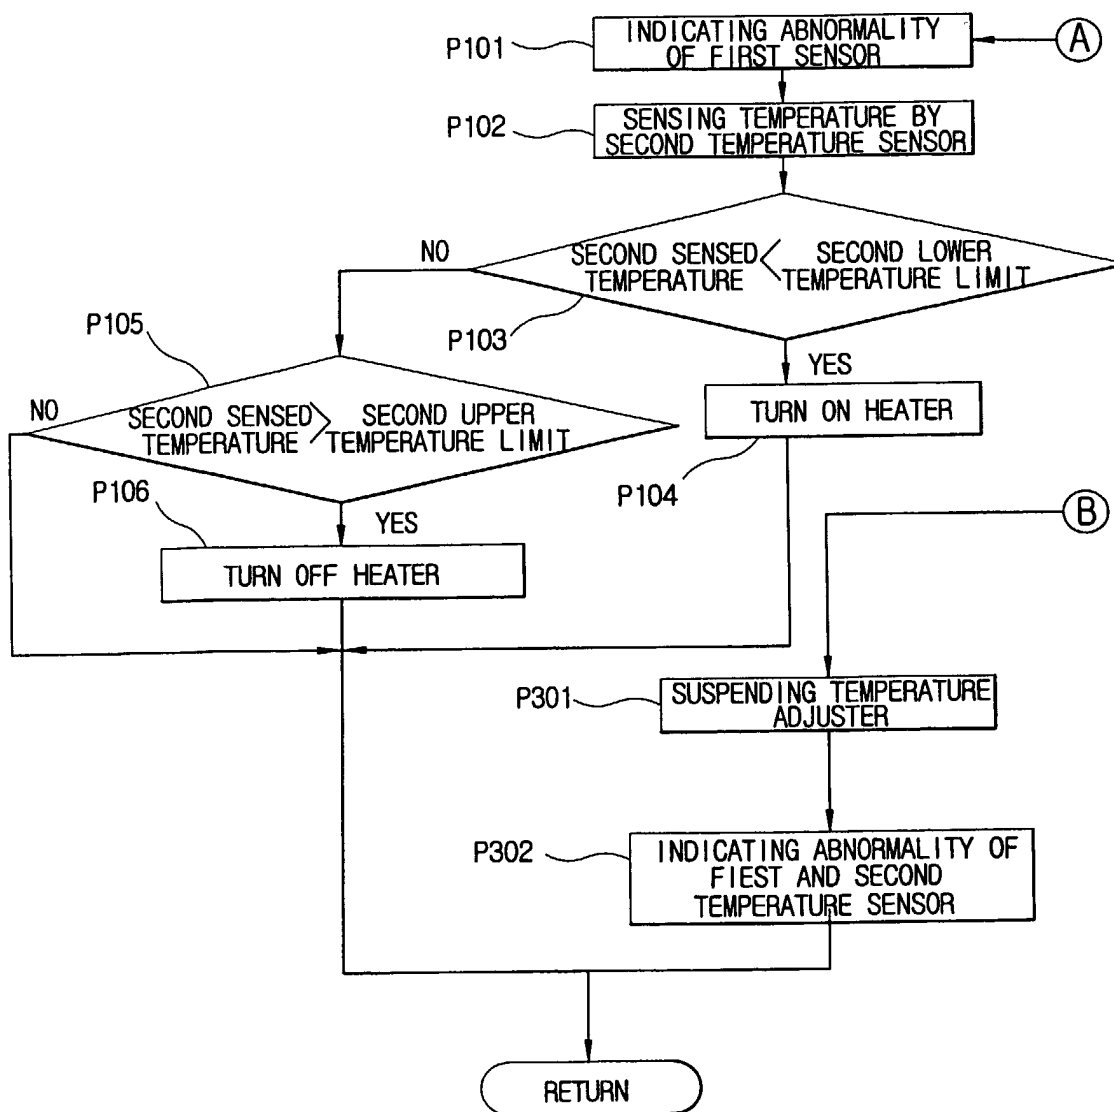 P101
INDICATING ABNORMALITY
OF FIRST SENSOR
A
P102
SENSING TEMPERATURE BY
SECOND TEMPERATURE SENSOR
NO
SECOND SENSED < SECOND LOWER
TEMPERATURE TEMPERATURE LIMIT
P103
YES
P105
NO
SECOND SENSED > SECOND UPPER
TEMPERATURE TEMPERATURE LIMIT
TURN ON HEATER
P104
P106
YES
TURN OFF HEATER
B
P301
SUSPENDING TEMPERATURE
ADJUSTER
P302
INDICATING ABNORMALITY OF
FIEST AND SECOND
TEMPERATURE SENSOR
RETURN